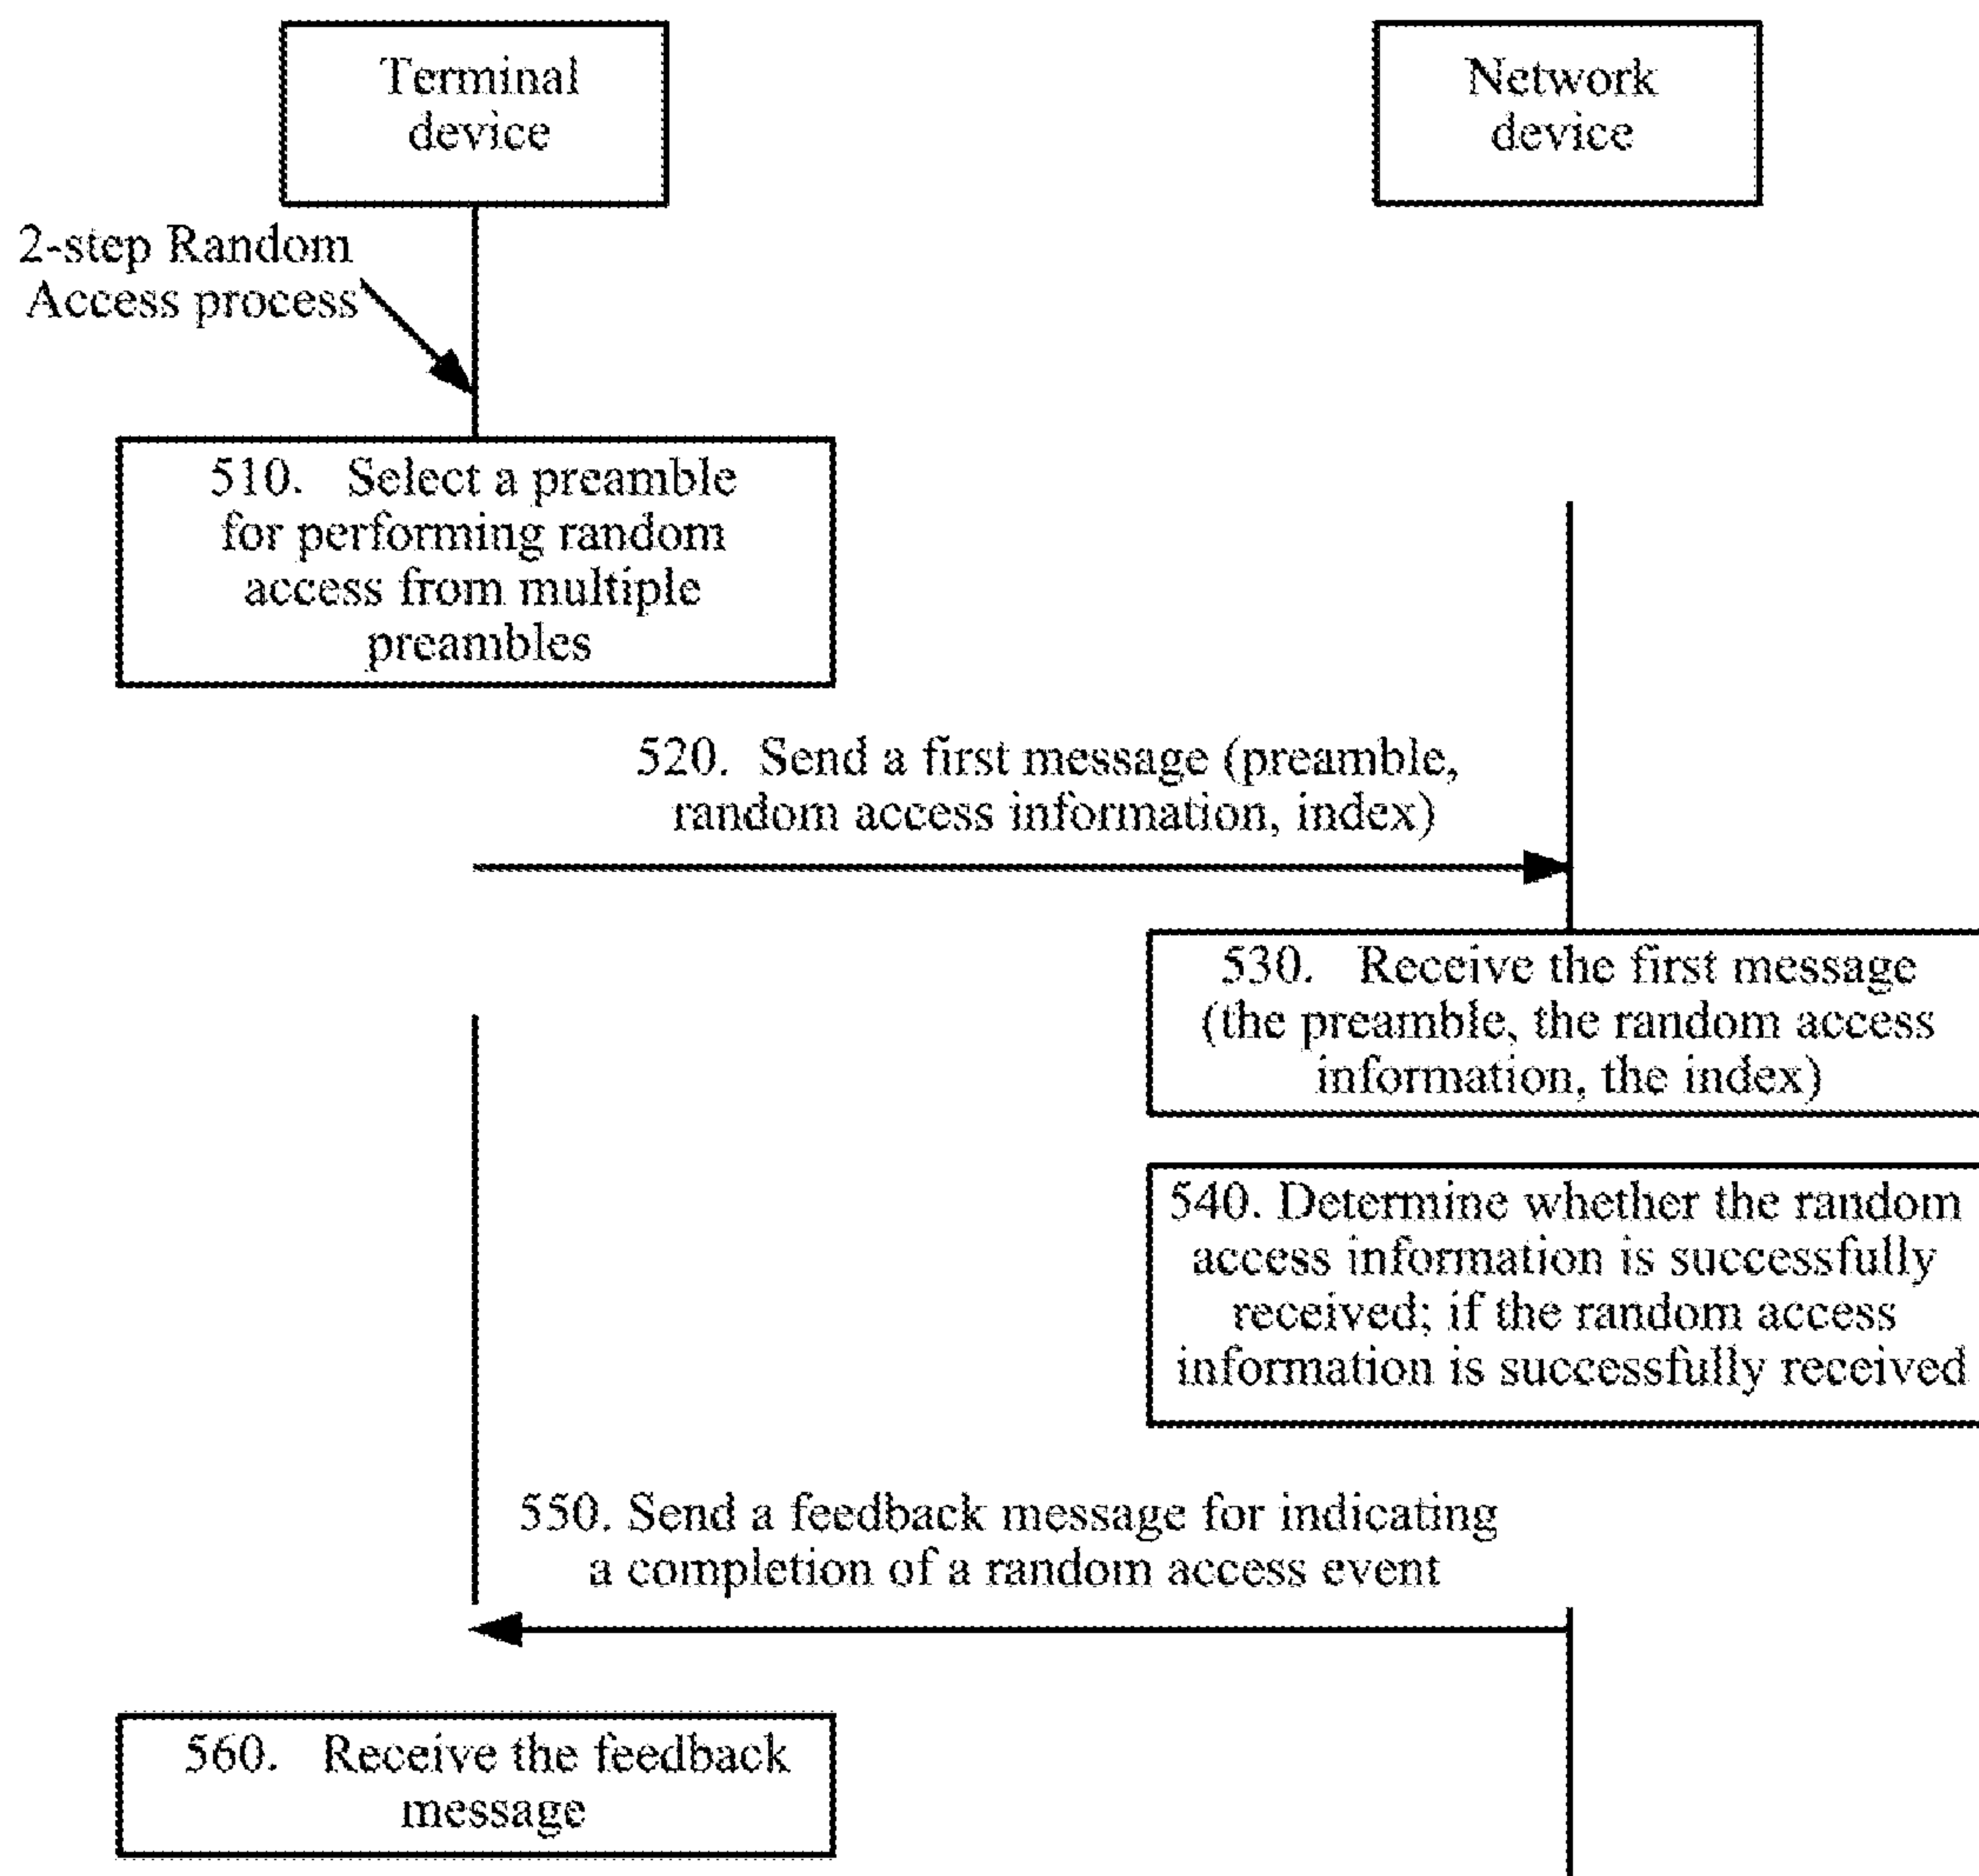 Terminal
device
Network
device
2-step Random
Access process
510. Select a preamble
for performing random
access from multiple
preambles
520. Send a first message (preamble,
random access information, index)
530. Receive the first message
(the preamble, the random access
information, the index)
540. Determine whether the random
access information is successfully
received; if the random access
information is successfully received
550. Send a feedback message for indicating
a completion of a random access event
560. Receive the feedback
message